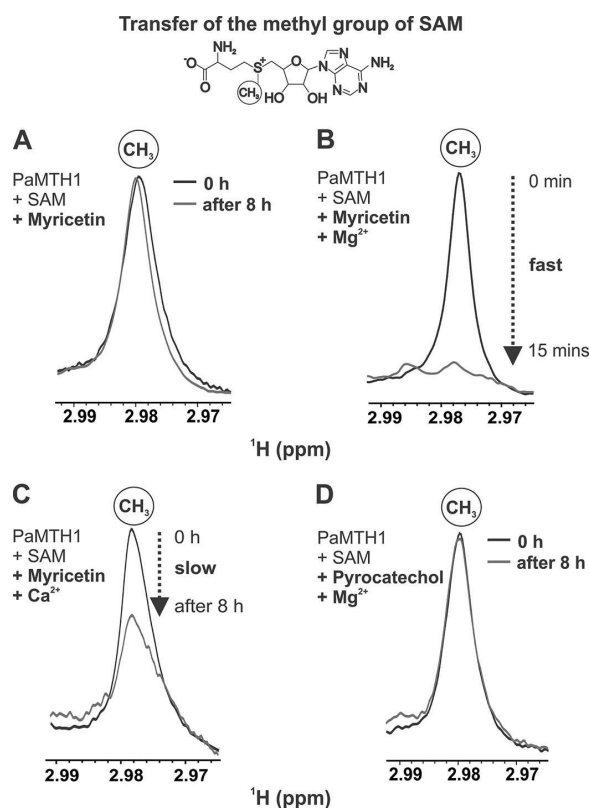 Transfer of the methyl group of SAM
NH₂
⁻O
O
S⁺
CH₃
O
HO OH
N
N
N
N
NH₂
A
CH₃
PaMTH1
+ SAM
+ Myricetin
0 h
after 8 h
2.99 2.98 2.97
B
CH₃
PaMTH1
+ SAM
+ Myricetin
+ Mg²⁺
0 min
fast
15 mins
2.99 2.98 2.97
¹H (ppm)
C
CH₃
PaMTH1
+ SAM
+ Myricetin
+ Ca²⁺
0 h
slow
after 8 h
2.99 2.98 2.97
D
CH₃
PaMTH1
+ SAM
+ Pyrocatechol
+ Mg²⁺
0 h
after 8 h
2.99 2.98 2.97
¹H (ppm)